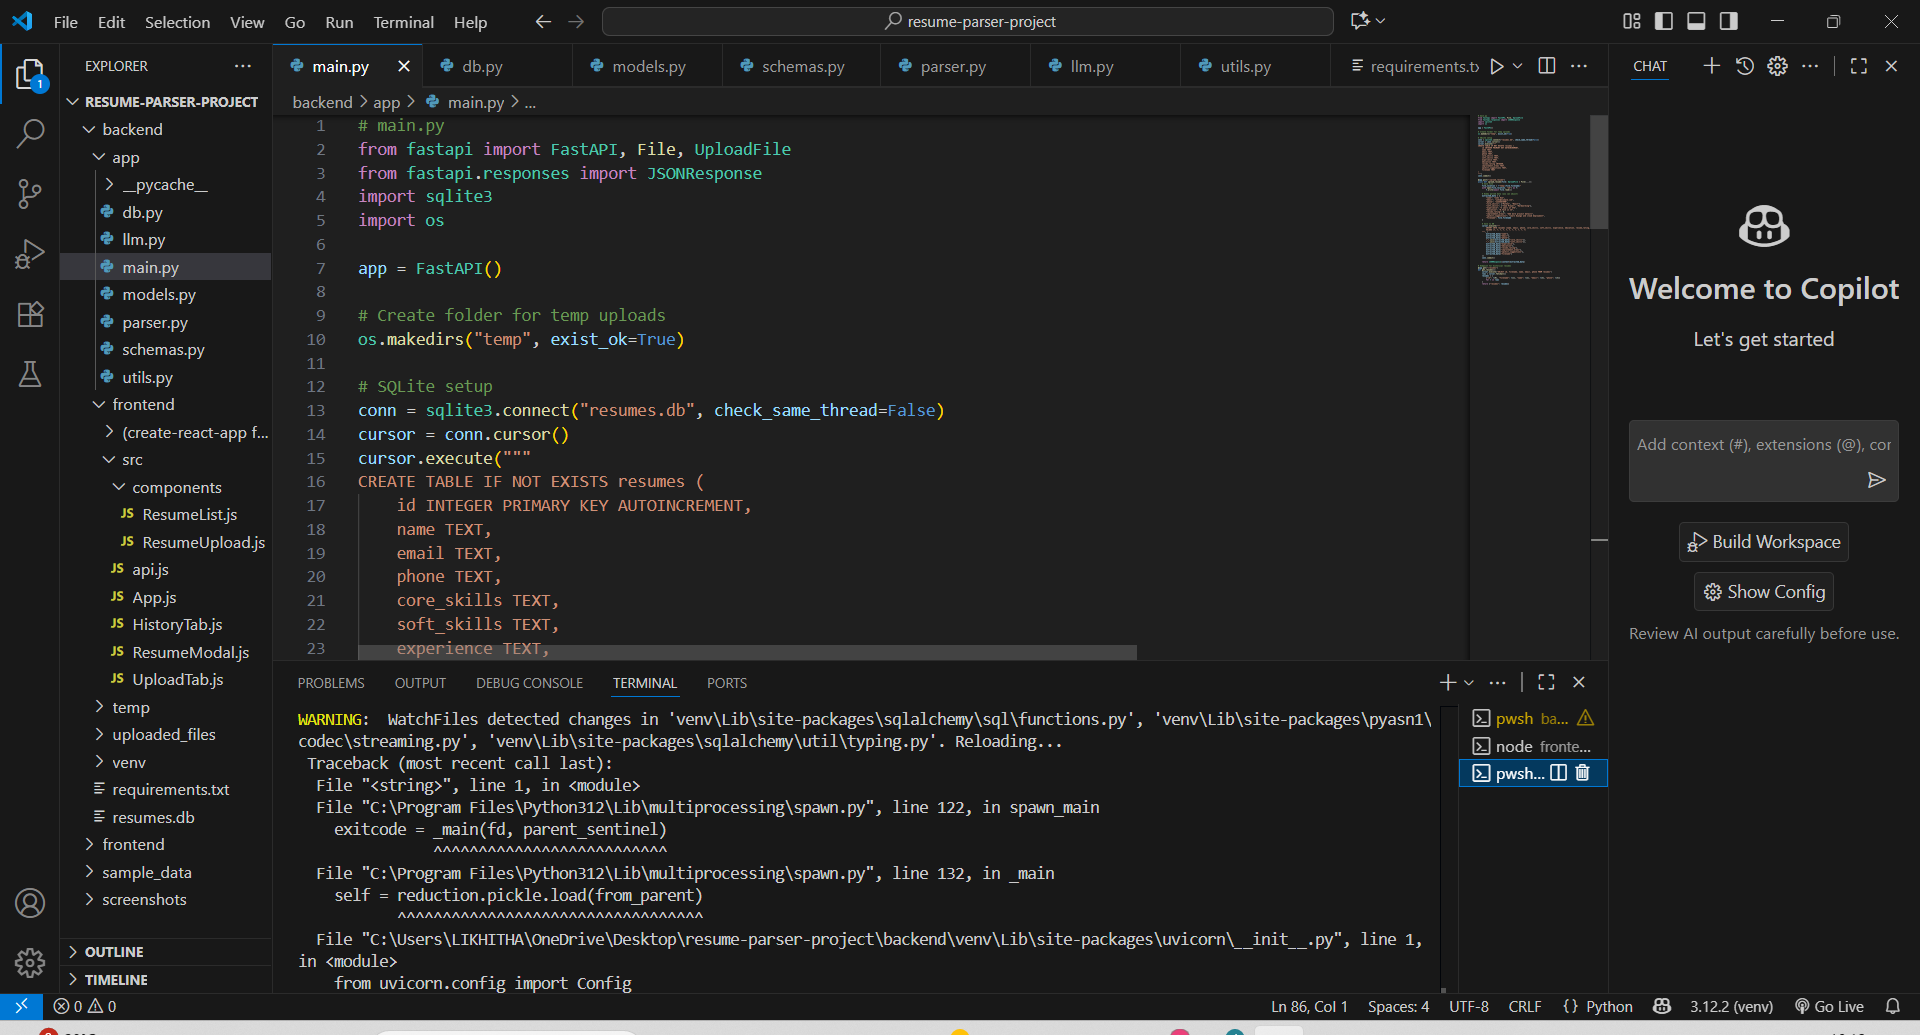 File Edit Selection View Go Run Terminal Help
resume-parser-project
EXPLORER
main.py
db.py
models.py
schemas.py
parser.py
llm.py
utils.py
requirements.tx
CHAT
1
RESUME-PARSER-PROJECT
backend
app
__pycache__
db.py
llm.py
main.py
models.py
parser.py
schemas.py
utils.py
frontend
(create-react-app f...
src
components
JS ResumeList.js
JS ResumeUpload.js
JS api.js
JS App.js
JS HistoryTab.js
JS ResumeModal.js
JS UploadTab.js
temp
uploaded_files
venv
requirements.txt
resumes.db
frontend
sample_data
screenshots
OUTLINE
TIMELINE
backend > app > main.py > ...
1 # main.py
2 from fastapi import FastAPI, File, UploadFile
3 from fastapi.responses import JSONResponse
4 import sqlite3
5 import os
6
7 app = FastAPI()
8
9 # Create folder for temp uploads
10 os.makedirs("temp", exist_ok=True)
11
12 # SQLite setup
13 conn = sqlite3.connect("resumes.db", check_same_thread=False)
14 cursor = conn.cursor()
15 cursor.execute("""
16 CREATE TABLE IF NOT EXISTS resumes (
17 id INTEGER PRIMARY KEY AUTOINCREMENT,
18 name TEXT,
19 email TEXT,
20 phone TEXT,
21 core_skills TEXT,
22 soft_skills TEXT,
23 experience TEXT,
PROBLEMS OUTPUT DEBUG CONSOLE TERMINAL PORTS
WARNING: WatchFiles detected changes in 'venv\Lib\site-packages\sqlalchemy\sql\functions.py', 'venv\Lib\site-packages\pyasn1\
codec\streaming.py', 'venv\Lib\site-packages\sqlalchemy\util\typing.py'. Reloading...
Traceback (most recent call last):
File "<string>", line 1, in <module>
File "C:\Program Files\Python312\Lib\multiprocessing\spawn.py", line 122, in spawn_main
exitcode = _main(fd, parent_sentinel)
^^^^^^^^^^^^^^^^^^^^^^^^^^
File "C:\Program Files\Python312\Lib\multiprocessing\spawn.py", line 132, in _main
self = reduction.pickle.load(from_parent)
^^^^^^^^^^^^^^^^^^^^^^^^^^^^^^^^^^
File "C:\Users\LIKHITHA\OneDrive\Desktop\resume-parser-project\backend\venv\Lib\site-packages\uvicorn\__init__.py", line 1,
in <module>
from uvicorn.config import Config
pwsh ba...
node fronte...
pwsh...
Welcome to Copilot
Let's get started
Add context (#), extensions (@), cor
Build Workspace
Show Config
Review AI output carefully before use.
0 0
Ln 86, Col 1 Spaces: 4 UTF-8 CRLF {} Python 3.12.2 (venv) Go Live